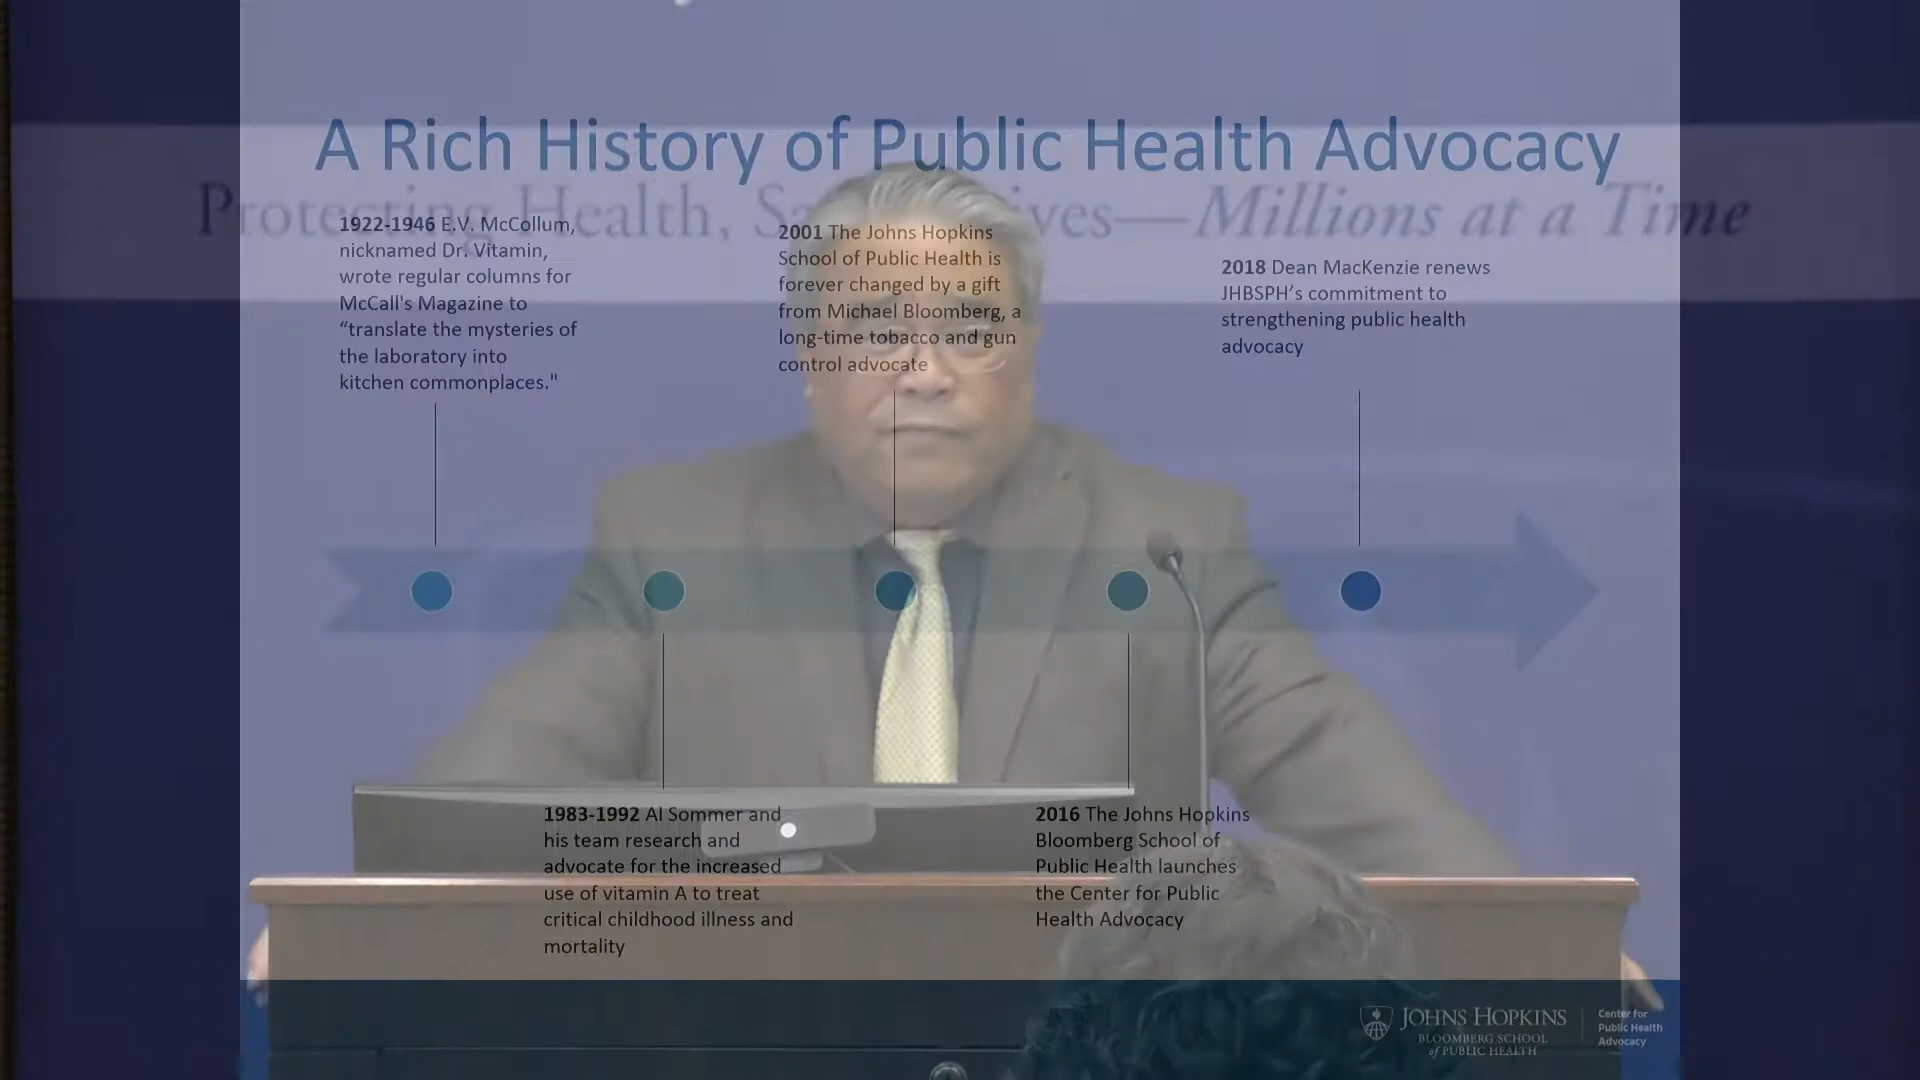 A Rich History of Public Health Advocacy
Protecting Health, Sa ives—Millions at a Time
1922-1946 E.V. McCollum,
nicknamed Dr. Vitamin,
wrote regular columns for
McCall's Magazine to
“translate the mysteries of
the laboratory into
kitchen commonplaces."
2001 The Johns Hopkins
School of Public Health is
forever changed by a gift
from Michael Bloomberg, a
long-time tobacco and gun
control advocate
2018 Dean MacKenzie renews
JHBSPH’s commitment to
strengthening public health
advocacy
1983-1992 Al Sommer and
his team research and
advocate for the increased
use of vitamin A to treat
critical childhood illness and
mortality
2016 The Johns Hopkins
Bloomberg School of
Public Health launches
the Center for Public
Health Advocacy
JOHNS HOPKINS
BLOOMBERG SCHOOL
of PUBLIC HEALTH
Center for
Public Health
Advocacy